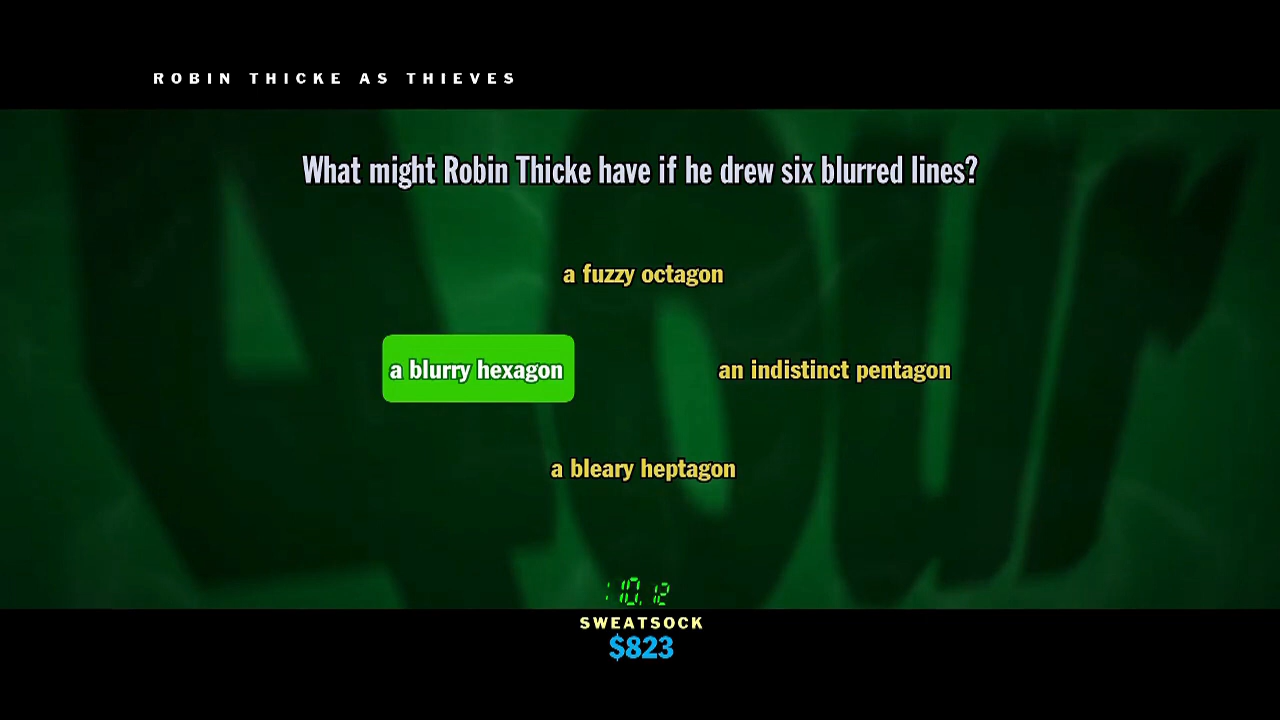 ROBIN THICKE AS THIEVES
What might Robin Thicke have if he drew six blurred lines?
a fuzzy octagon
a blurry hexagon
an indistinct pentagon
a bleary heptagon
:10.12
SWEATSOCK
$823